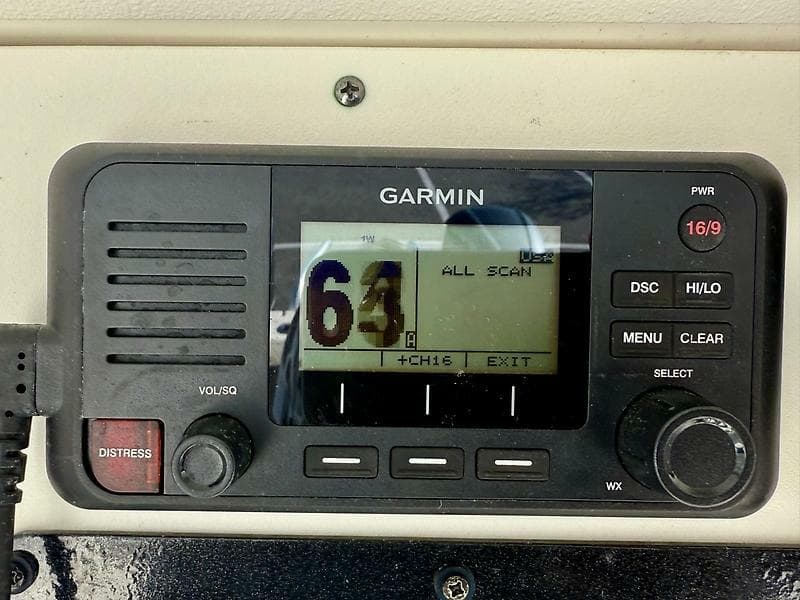 GARMIN
PWR
16/9
1W
USA
ALL SCAN
A
DSC HI/LO
MENU CLEAR
+CH16 EXIT
SELECT
VOL/SQ
DISTRESS
WX